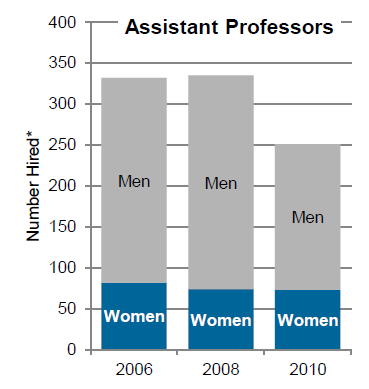 Assistant Professors
Number Hired*
400
350
300
250
200
150
100
50
0
Men
Men
Men
Women
Women
Women
2006
2008
2010